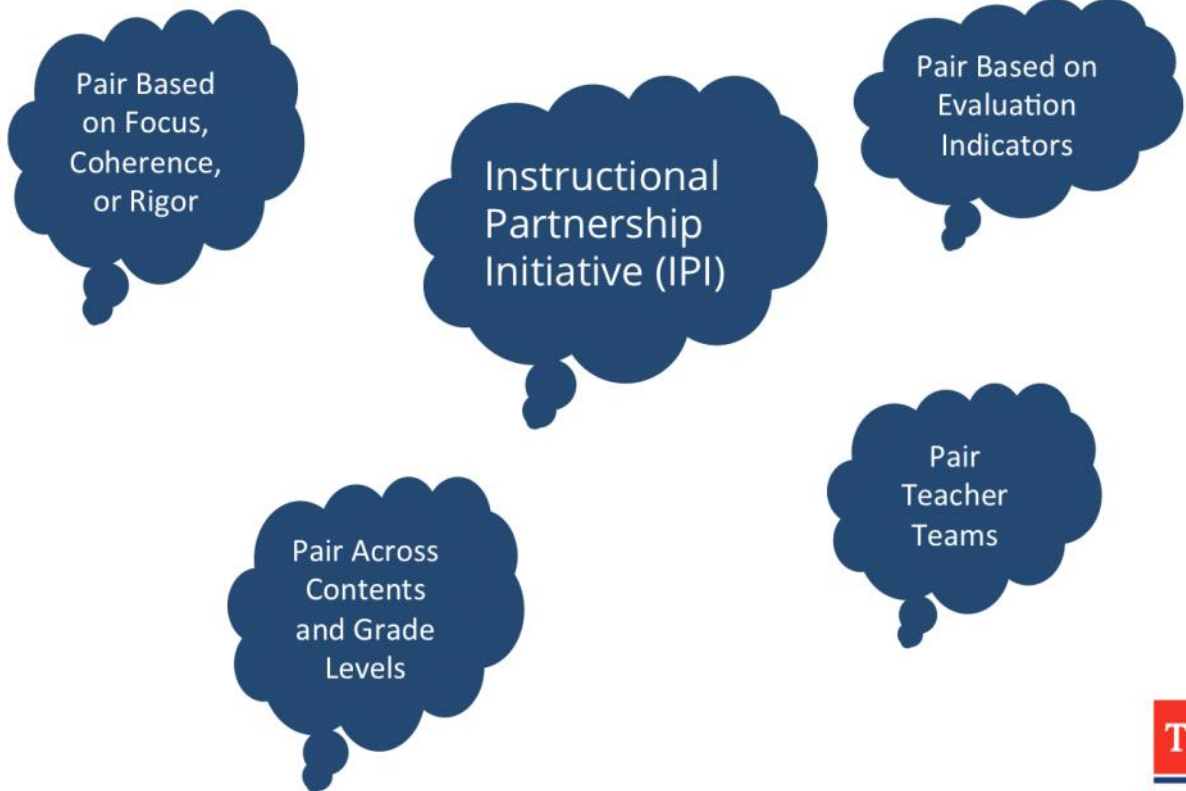 Pair Based
on Focus,
Coherence,
or Rigor
Instructional
Partnership
Initiative (IPI)
Pair Based on
Evaluation
Indicators
Pair Across
Contents
and Grade
Levels
Pair
Teacher
Teams
T